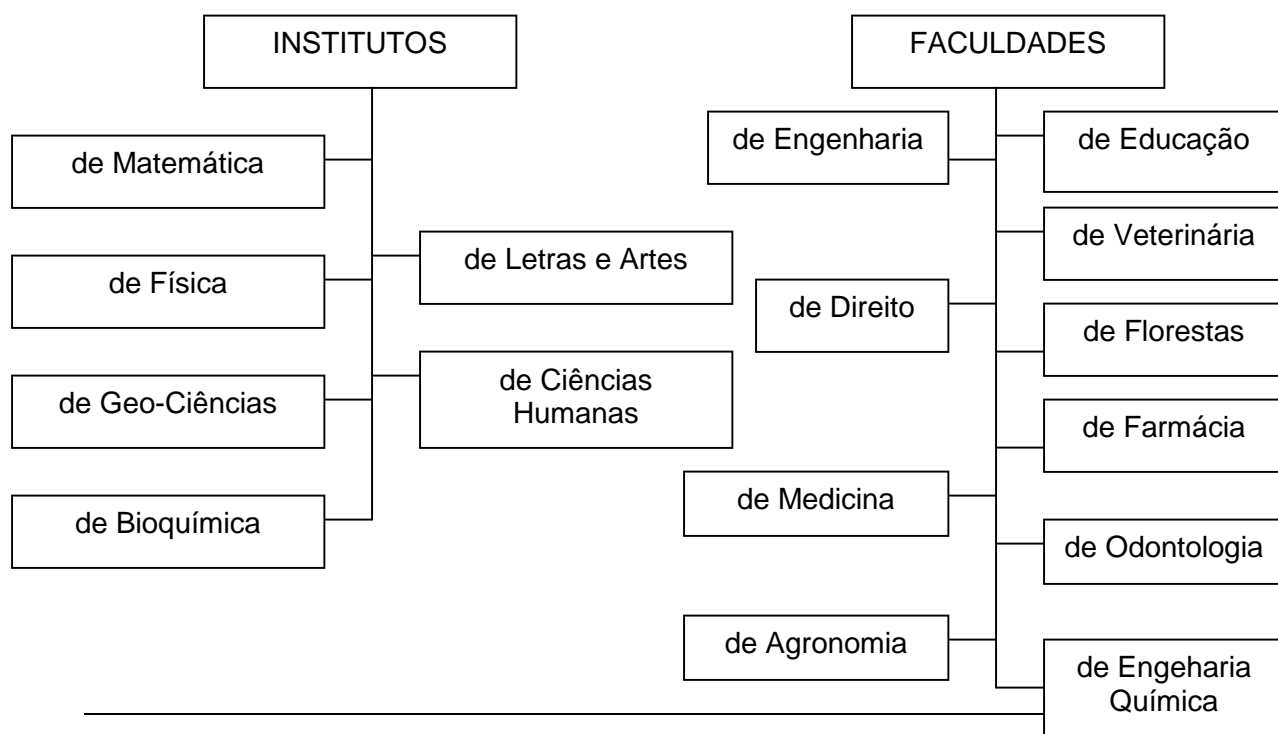 INSTITUTOS
de Matemática
de Física
de Letras e Artes
de Geo-Ciências
de Ciências
Humanas
de Bioquímica
FACULDADES
de Engenharia
de Educação
de Veterinária
de Direito
de Florestas
de Farmácia
de Medicina
de Odontologia
de Agronomia
de Engeharia
Química